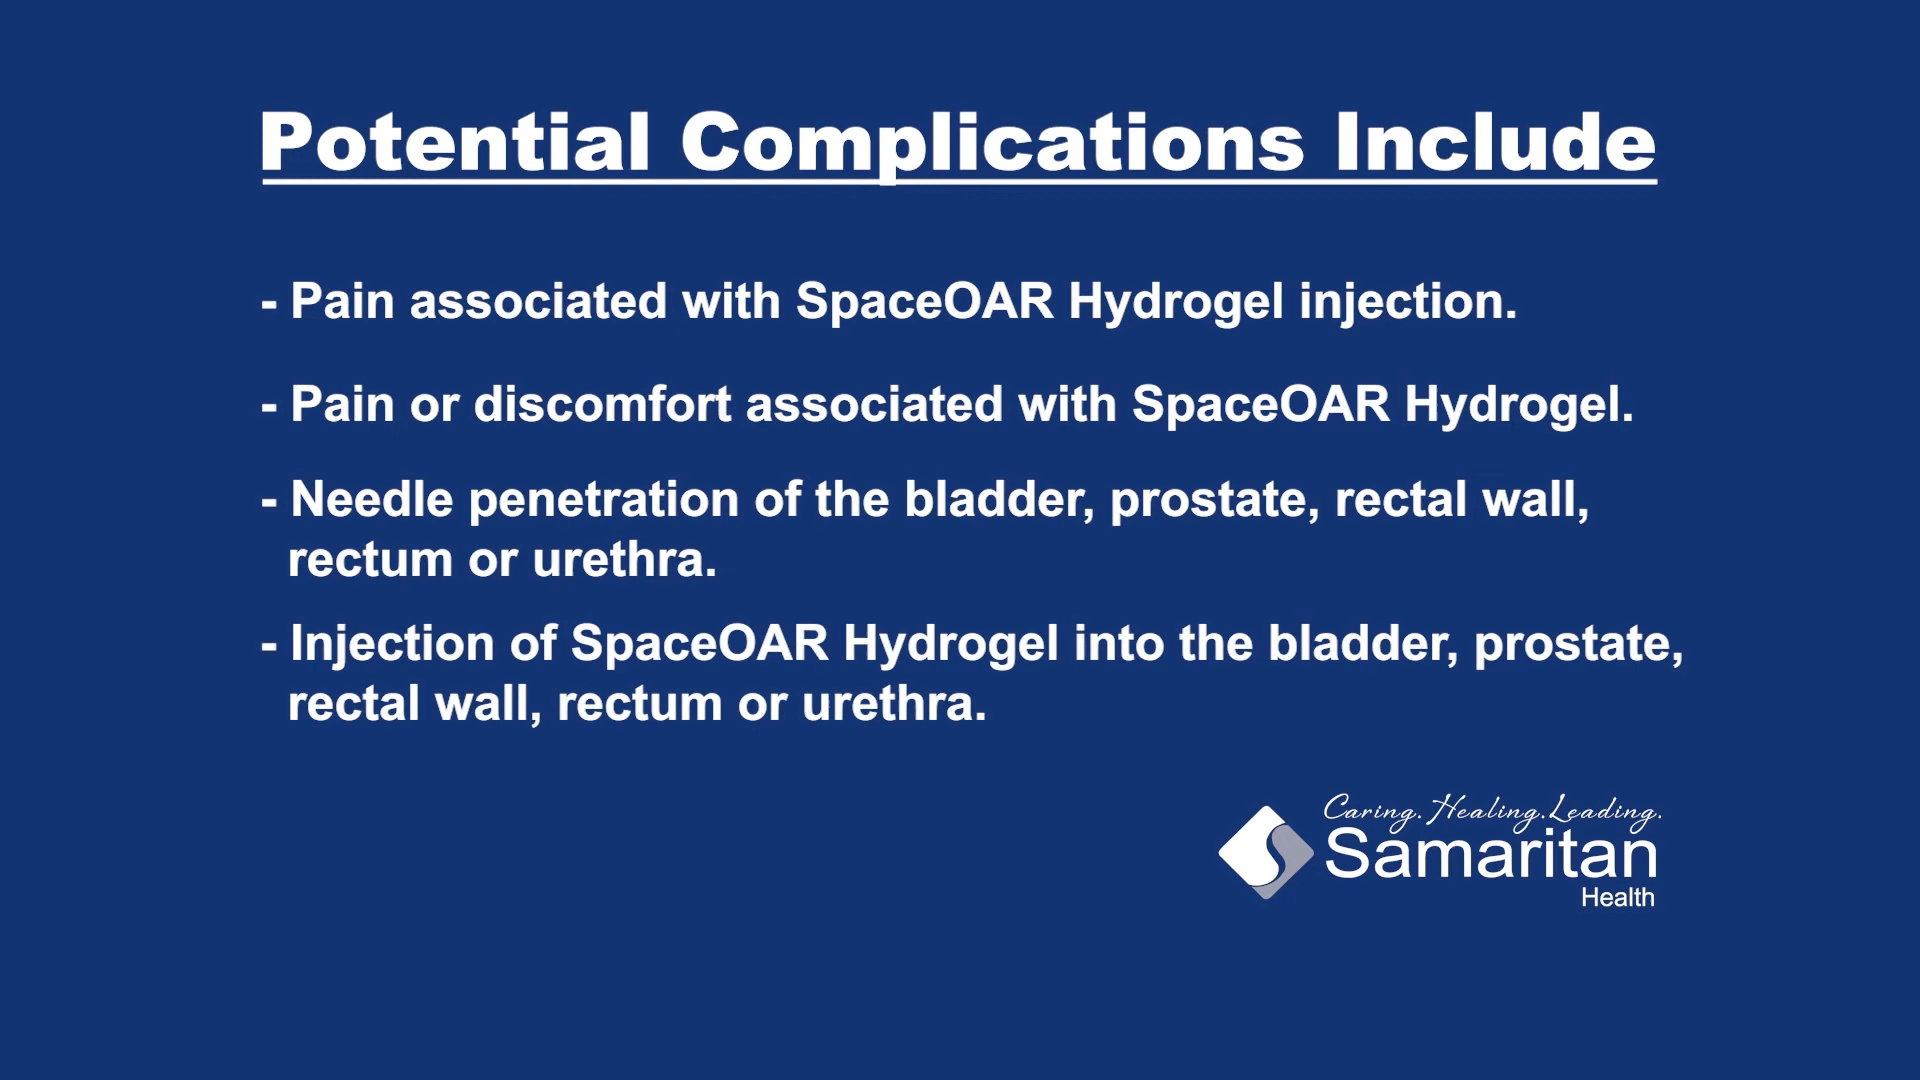 Potential Complications Include
- Pain associated with SpaceOAR Hydrogel injection.
- Pain or discomfort associated with SpaceOAR Hydrogel.
- Needle penetration of the bladder, prostate, rectal wall,
rectum or urethra.
- Injection of SpaceOAR Hydrogel into the bladder, prostate,
rectal wall, rectum or urethra.
Caring. Healing. Leading.
Samaritan
Health